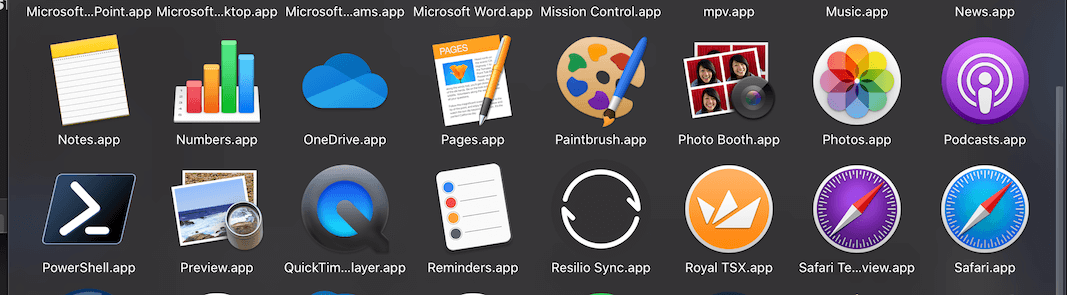 Microsoft...Point.app Microsoft...ktop.app Microsoft...ams.app Microsoft Word.app Mission Control.app mpv.app Music.app News.app
PAGES
Notes.app Numbers.app OneDrive.app Pages.app Paintbrush.app Photo Booth.app Photos.app Podcasts.app
PowerShell.app Preview.app QuickTim...layer.app Reminders.app Resilio Sync.app Royal TSX.app Safari Te...view.app Safari.app